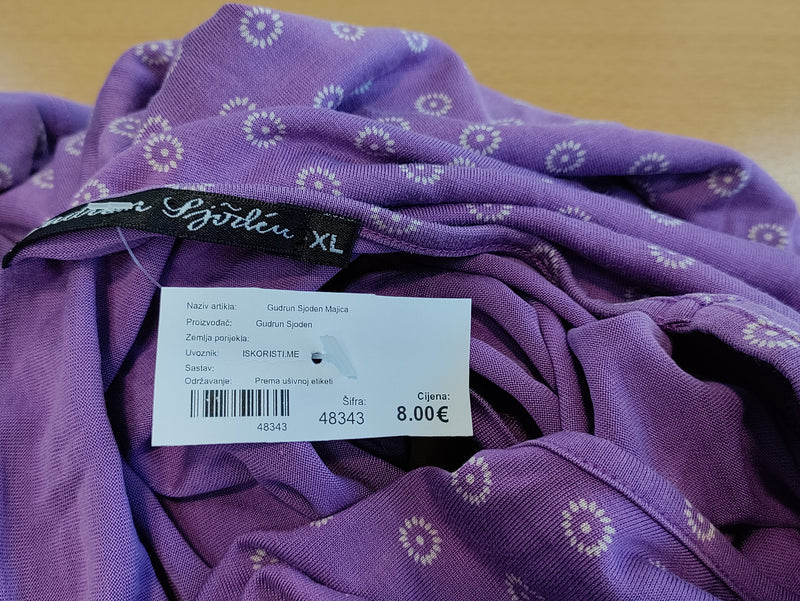 Sjödén
XL
Naziv artikla: Gudrun Sjoden Majica
Proizvođač: Gudrun Sjoden
Zemlja porijekla:
Uvoznik: ISKORISTI.ME
Sastav:
Održavanje: Prema ušivnoj etiketi
48343
Šifra:
48343
Cijena:
8.00€